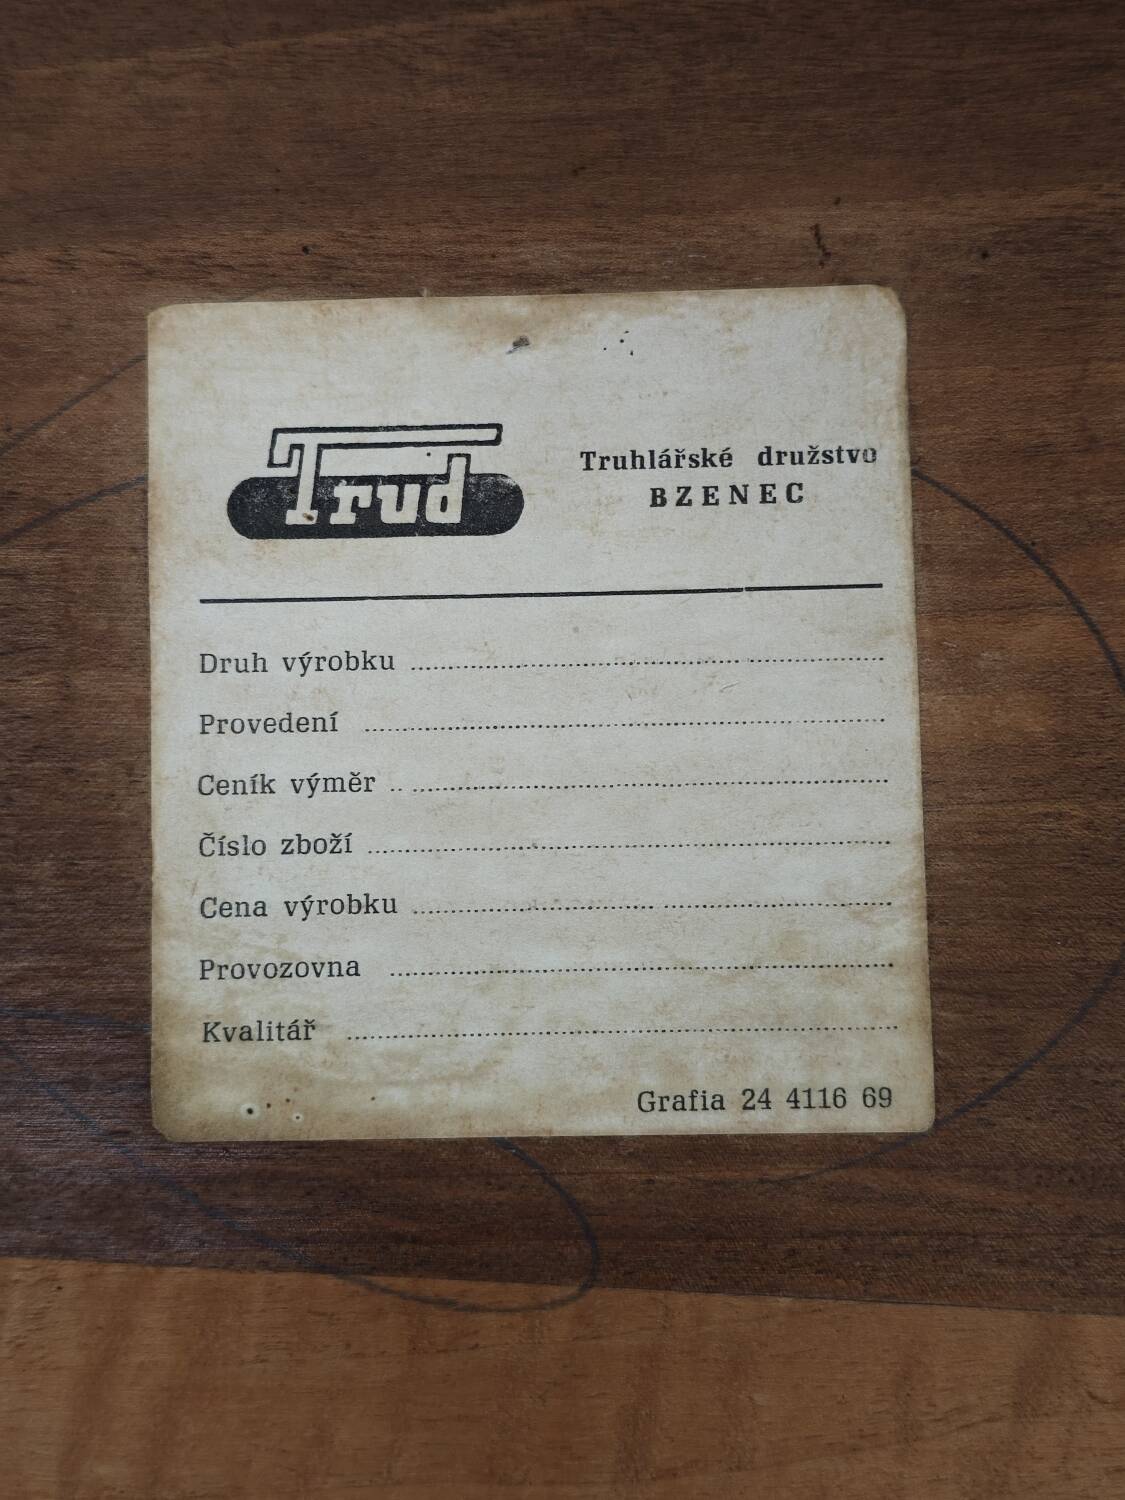 Trud
Truhlářské družstvo
BZENEC
Druh výrobku
Provedení
Ceník výměr
Číslo zboží
Cena výrobku
Provozovna
Kvalitář
Grafia 24 4116 69